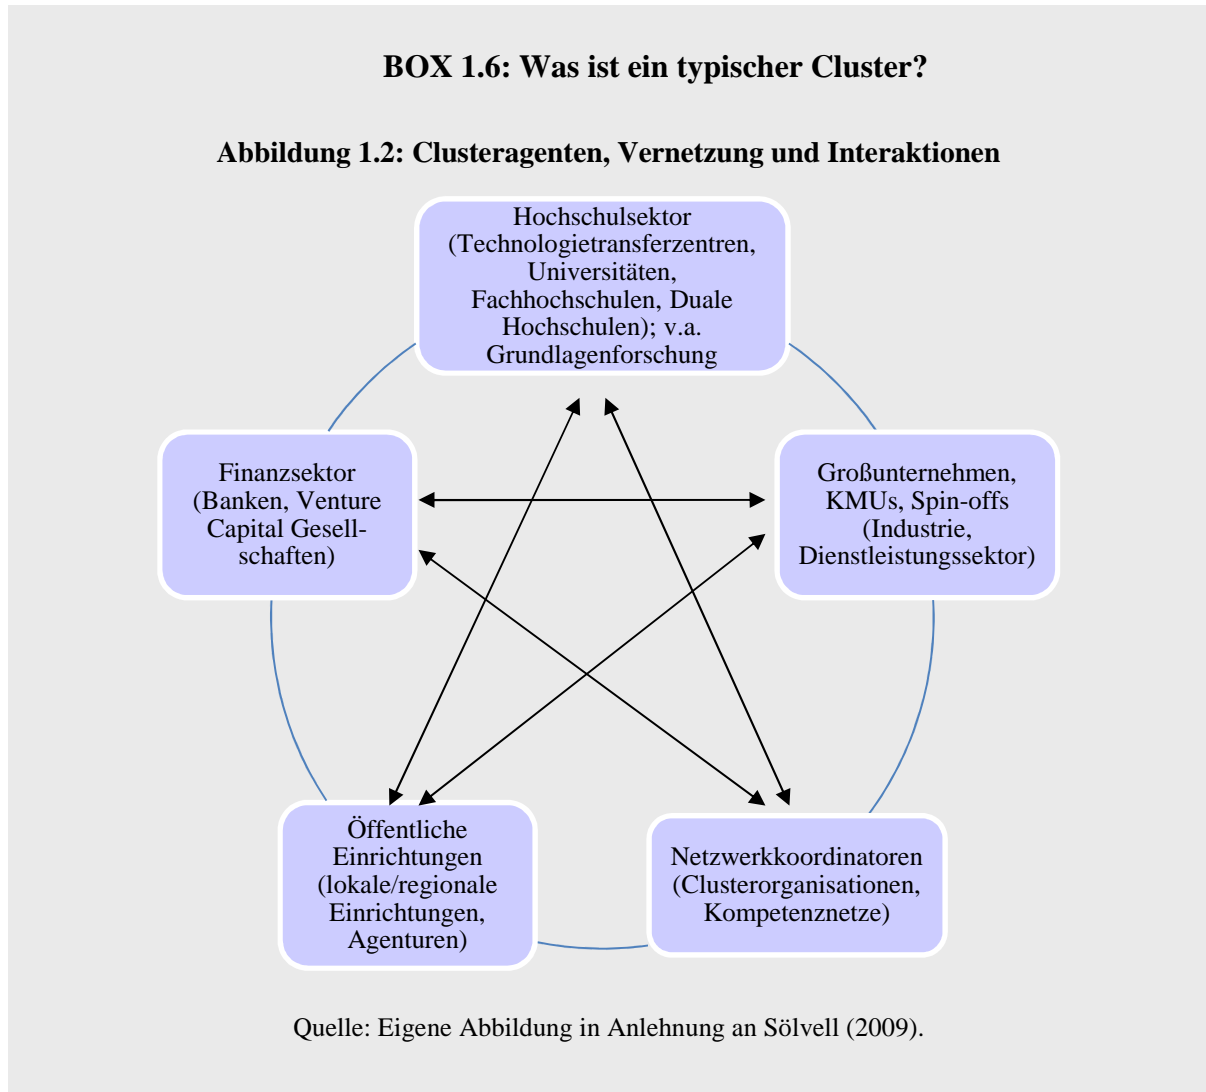 BOX 1.6: Was ist ein typischer Cluster?
Abbildung 1.2: Clusteragenten, Vernetzung und Interaktionen
Hochschulsektor
(Technologietransferzentren,
Universitäten,
Fachhochschulen, Duale
Hochschulen); v.a.
Grundlagenforschung
Finanzsektor
(Banken, Venture
Capital Gesell-
schaften)
Großunternehmen,
KMUs, Spin-offs
(Industrie,
Dienstleistungssektor)
Öffentliche
Einrichtungen
(lokale/regionale
Einrichtungen,
Agenturen)
Netzwerkkoordinatoren
(Clusterorganisationen,
Kompetenznetze)
Quelle: Eigene Abbildung in Anlehnung an Sölvell (2009).